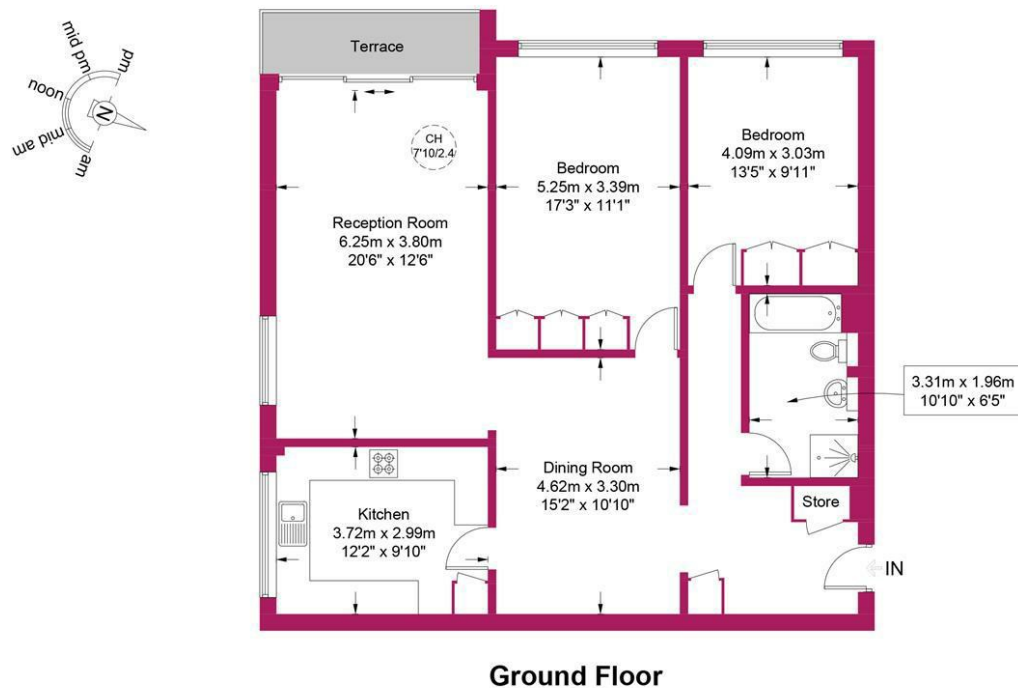 Terrace
mid pm
pm
noon
N
mid am
am
CH
7'10/2.4
Bedroom
4.09m x 3.03m
13'5" x 9'11"
Bedroom
5.25m x 3.39m
17'3" x 11'1"
Reception Room
6.25m x 3.80m
20'6" x 12'6"
3.31m x 1.96m
10'10" x 6'5"
Dining Room
4.62m x 3.30m
15'2" x 10'10"
Store
Kitchen
3.72m x 2.99m
12'2" x 9'10"
IN
Ground Floor